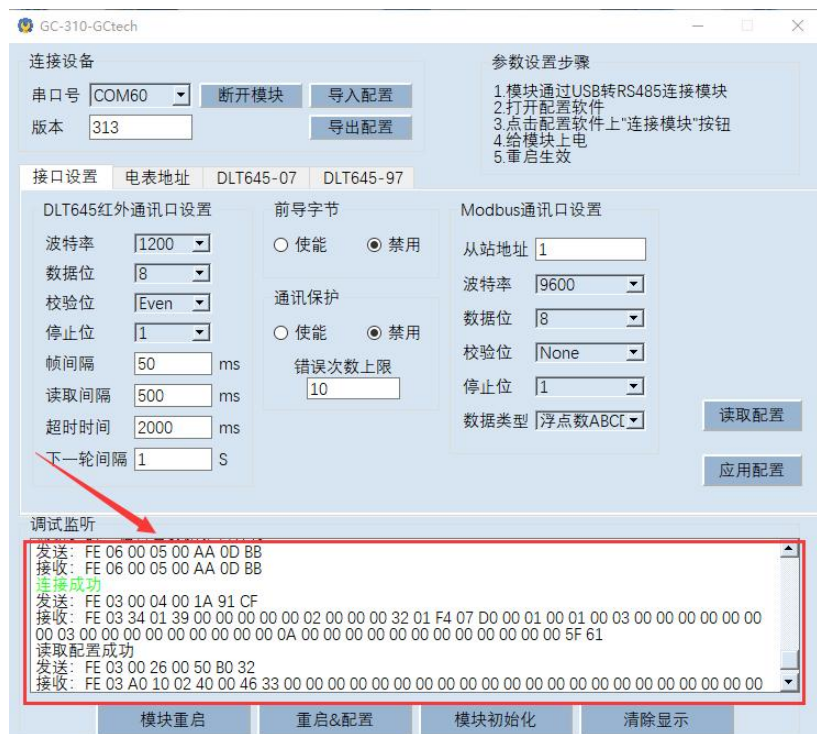 GC-310-GCtech
连接设备
串口号 COM60 断开模块 导入配置
版本 313 导出配置
参数设置步骤
1.模块通过USB转RS485连接模块
2.打开配置软件
3.点击配置软件上"连接模块"按钮
4.给模块上电
5.重启生效
接口设置 电表地址 DLT645-07 DLT645-97
DLT645红外通讯口设置
波特率 1200
数据位 8
校验位 Even
停止位 1
帧间隔 50 ms
读取间隔 500 ms
超时时间 2000 ms
下一轮间隔 1 S
前导字节
使能 禁用
通讯保护
使能 禁用
错误次数上限
10
Modbus通讯口设置
从站地址 1
波特率 9600
数据位 8
校验位 None
停止位 1
数据类型 浮点数ABC
读取配置
应用配置
调试监听
发送: FE 06 00 05 00 AA 0D BB
接收: FE 06 00 05 00 AA 0D BB
连接成功
发送: FE 03 00 04 00 1A 91 CF
接收: FE 03 34 01 39 00 00 00 00 00 00 02 00 00 00 32 01 F4 07 D0 00 01 00 01 00 03 00 00 00 00 00
00 03 00 00 00 00 00 00 00 00 00 0A 00 00 00 00 00 00 00 00 00 00 00 00 5F 61
读取配置成功
发送: FE 03 00 26 00 50 B0 32
接收: FE 03 A0 10 02 40 00 46 33 00 00 00 00 00 00 00 00 00 00 00 00 00 00 00 00 00 00 00 00 00
模块重启 重启&配置 模块初始化 清除显示